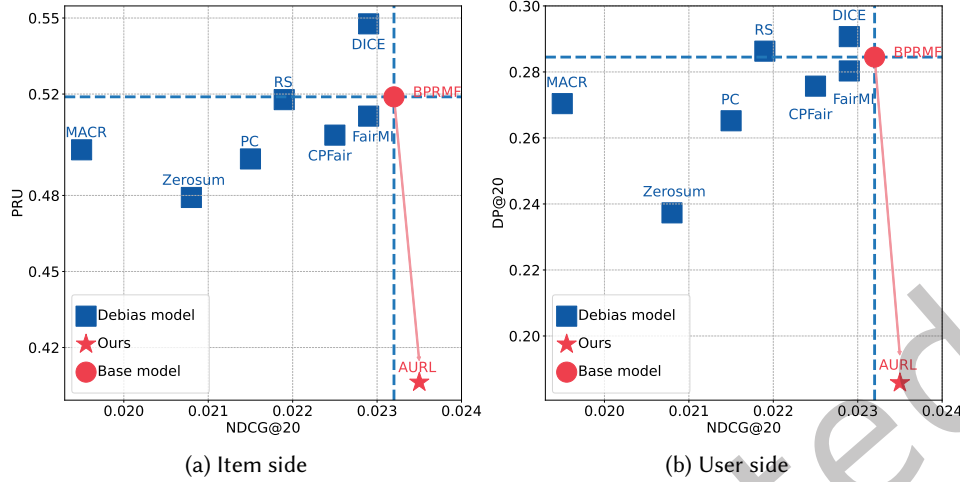 0.55
0.52
0.48
0.45
0.42
PRU
DICE
RS
BPRMF
MACR
FairMI
PC
CPFair
Zerosum
AURL
Debias model
Ours
Base model
0.020
0.021
0.022
0.023
0.024
NDCG@20
(a) Item side
0.30
0.28
0.26
0.24
0.22
0.20
DP@20
DICE
RS
BPRMF
MACR
FairMI
PC
CPFair
Zerosum
AURL
Debias model
Ours
Base model
0.020
0.021
0.022
0.023
0.024
NDCG@20
(b) User side
ted